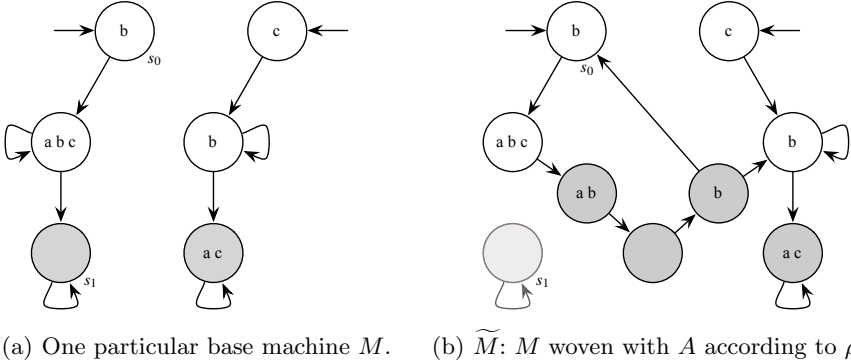 b
c
b
c
s₀
s₀
a b c
b
a b c
b
a b
b
a c
a c
s₁
s₁
(a) One particular base machine M.
(b) M̃: M woven with A according to ρ